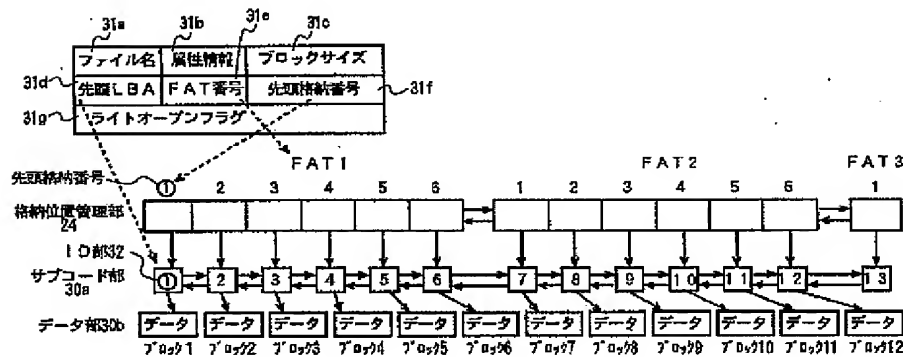 31a 31b 31e 31c
ファイル名 属性情報 ブロックサイズ
31d 先頭LBA FAT番号 先頭格納番号 31f
31g ライトオープンフラグ
FAT1 FAT2 FAT3
先頭格納番号 ① 2 3 4 5 6 1 2 3 4 5 6 1
格納位置管理部
24
ID部32
サブコード部 ① 2 3 4 5 6 7 8 9 10 11 12 13
30a
データ部30b データ データ データ データ データ データ データ データ データ データ データ データ
ブロック1 ブロック2 ブロック3 ブロック4 ブロック5 ブロック6 ブロック7 ブロック8 ブロック9 ブロック10 ブロック11 ブロック12